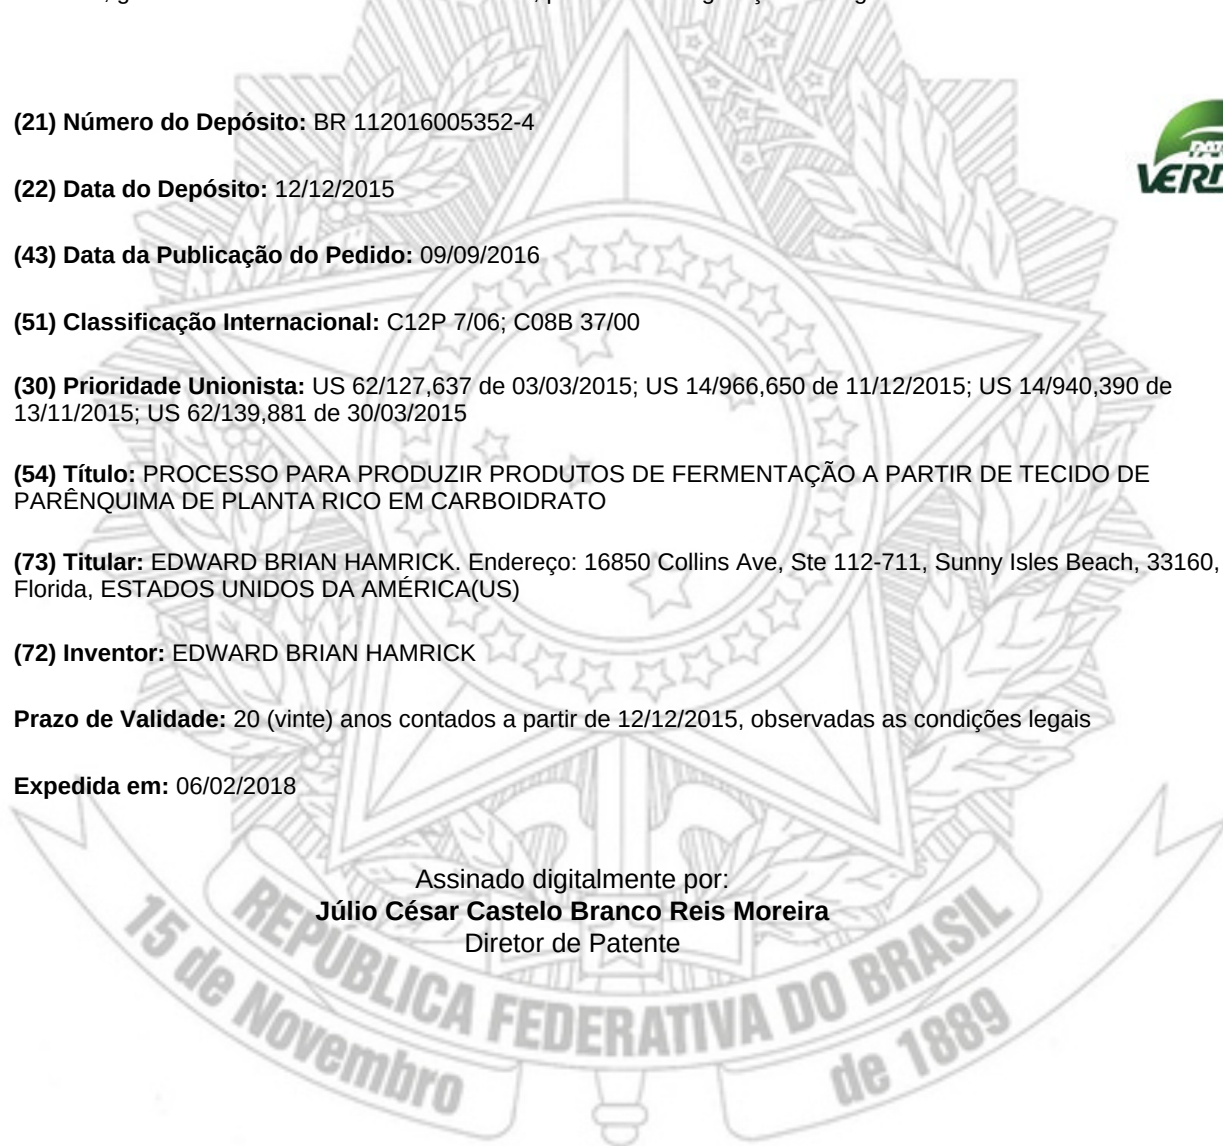 (21) Número do Depósito: BR 112016005352-4
(22) Data do Depósito: 12/12/2015
(43) Data da Publicação do Pedido: 09/09/2016
(51) Classificação Internacional: C12P 7/06; C08B 37/00
(30) Prioridade Unionista: US 62/127,637 de 03/03/2015; US 14/966,650 de 11/12/2015; US 14/940,390 de
13/11/2015; US 62/139,881 de 30/03/2015
(54) Título: PROCESSO PARA PRODUZIR PRODUTOS DE FERMENTAÇÃO A PARTIR DE TECIDO DE
PARÊNQUIMA DE PLANTA RICO EM CARBOIDRATO
(73) Titular: EDWARD BRIAN HAMRICK. Endereço: 16850 Collins Ave, Ste 112-711, Sunny Isles Beach, 33160,
Florida, ESTADOS UNIDOS DA AMÉRICA(US)
(72) Inventor: EDWARD BRIAN HAMRICK
Prazo de Validade: 20 (vinte) anos contados a partir de 12/12/2015, observadas as condições legais
Expedida em: 06/02/2018
Assinado digitalmente por:
Júlio César Castelo Branco Reis Moreira
Diretor de Patente
REPÚBLICA FEDERATIVA DO BRASIL
15 de Novembro de 1889